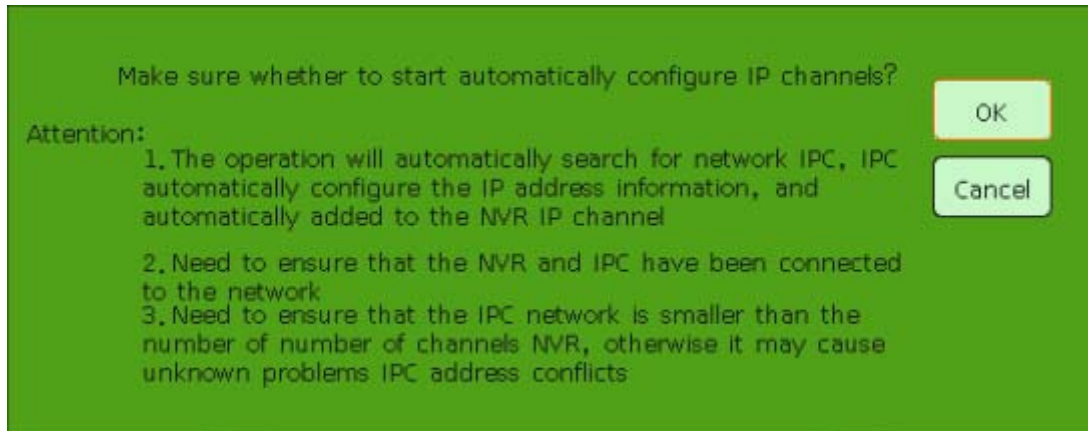 Make sure whether to start automatically configure IP channels?
OK
Attention:
1. The operation will automatically search for network IPC, IPC
automatically configure the IP address information, and
automatically added to the NVR IP channel
Cancel
2. Need to ensure that the NVR and IPC have been connected
to the network
3. Need to ensure that the IPC network is smaller than the
number of number of channels NVR, otherwise it may cause
unknown problems IPC address conflicts